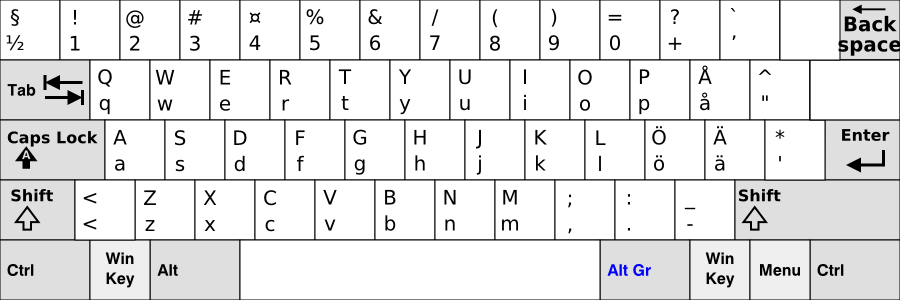 § ! @ # ¤ % & / ( ) = ? ` Back
½ 1 2 3 4 5 6 7 8 9 0 + ’ space
Tab Q W E R T Y U I O P Å ^
q w e r t y u i o p å "
Caps Lock A S D F G H J K L Ö Ä * Enter
A a s d f g h j k l ö ä '
Shift < Z X C V B N M ; : _ Shift
< z x c v b n m , . -
Ctrl Win Key Alt Alt Gr Win Key Menu Ctrl